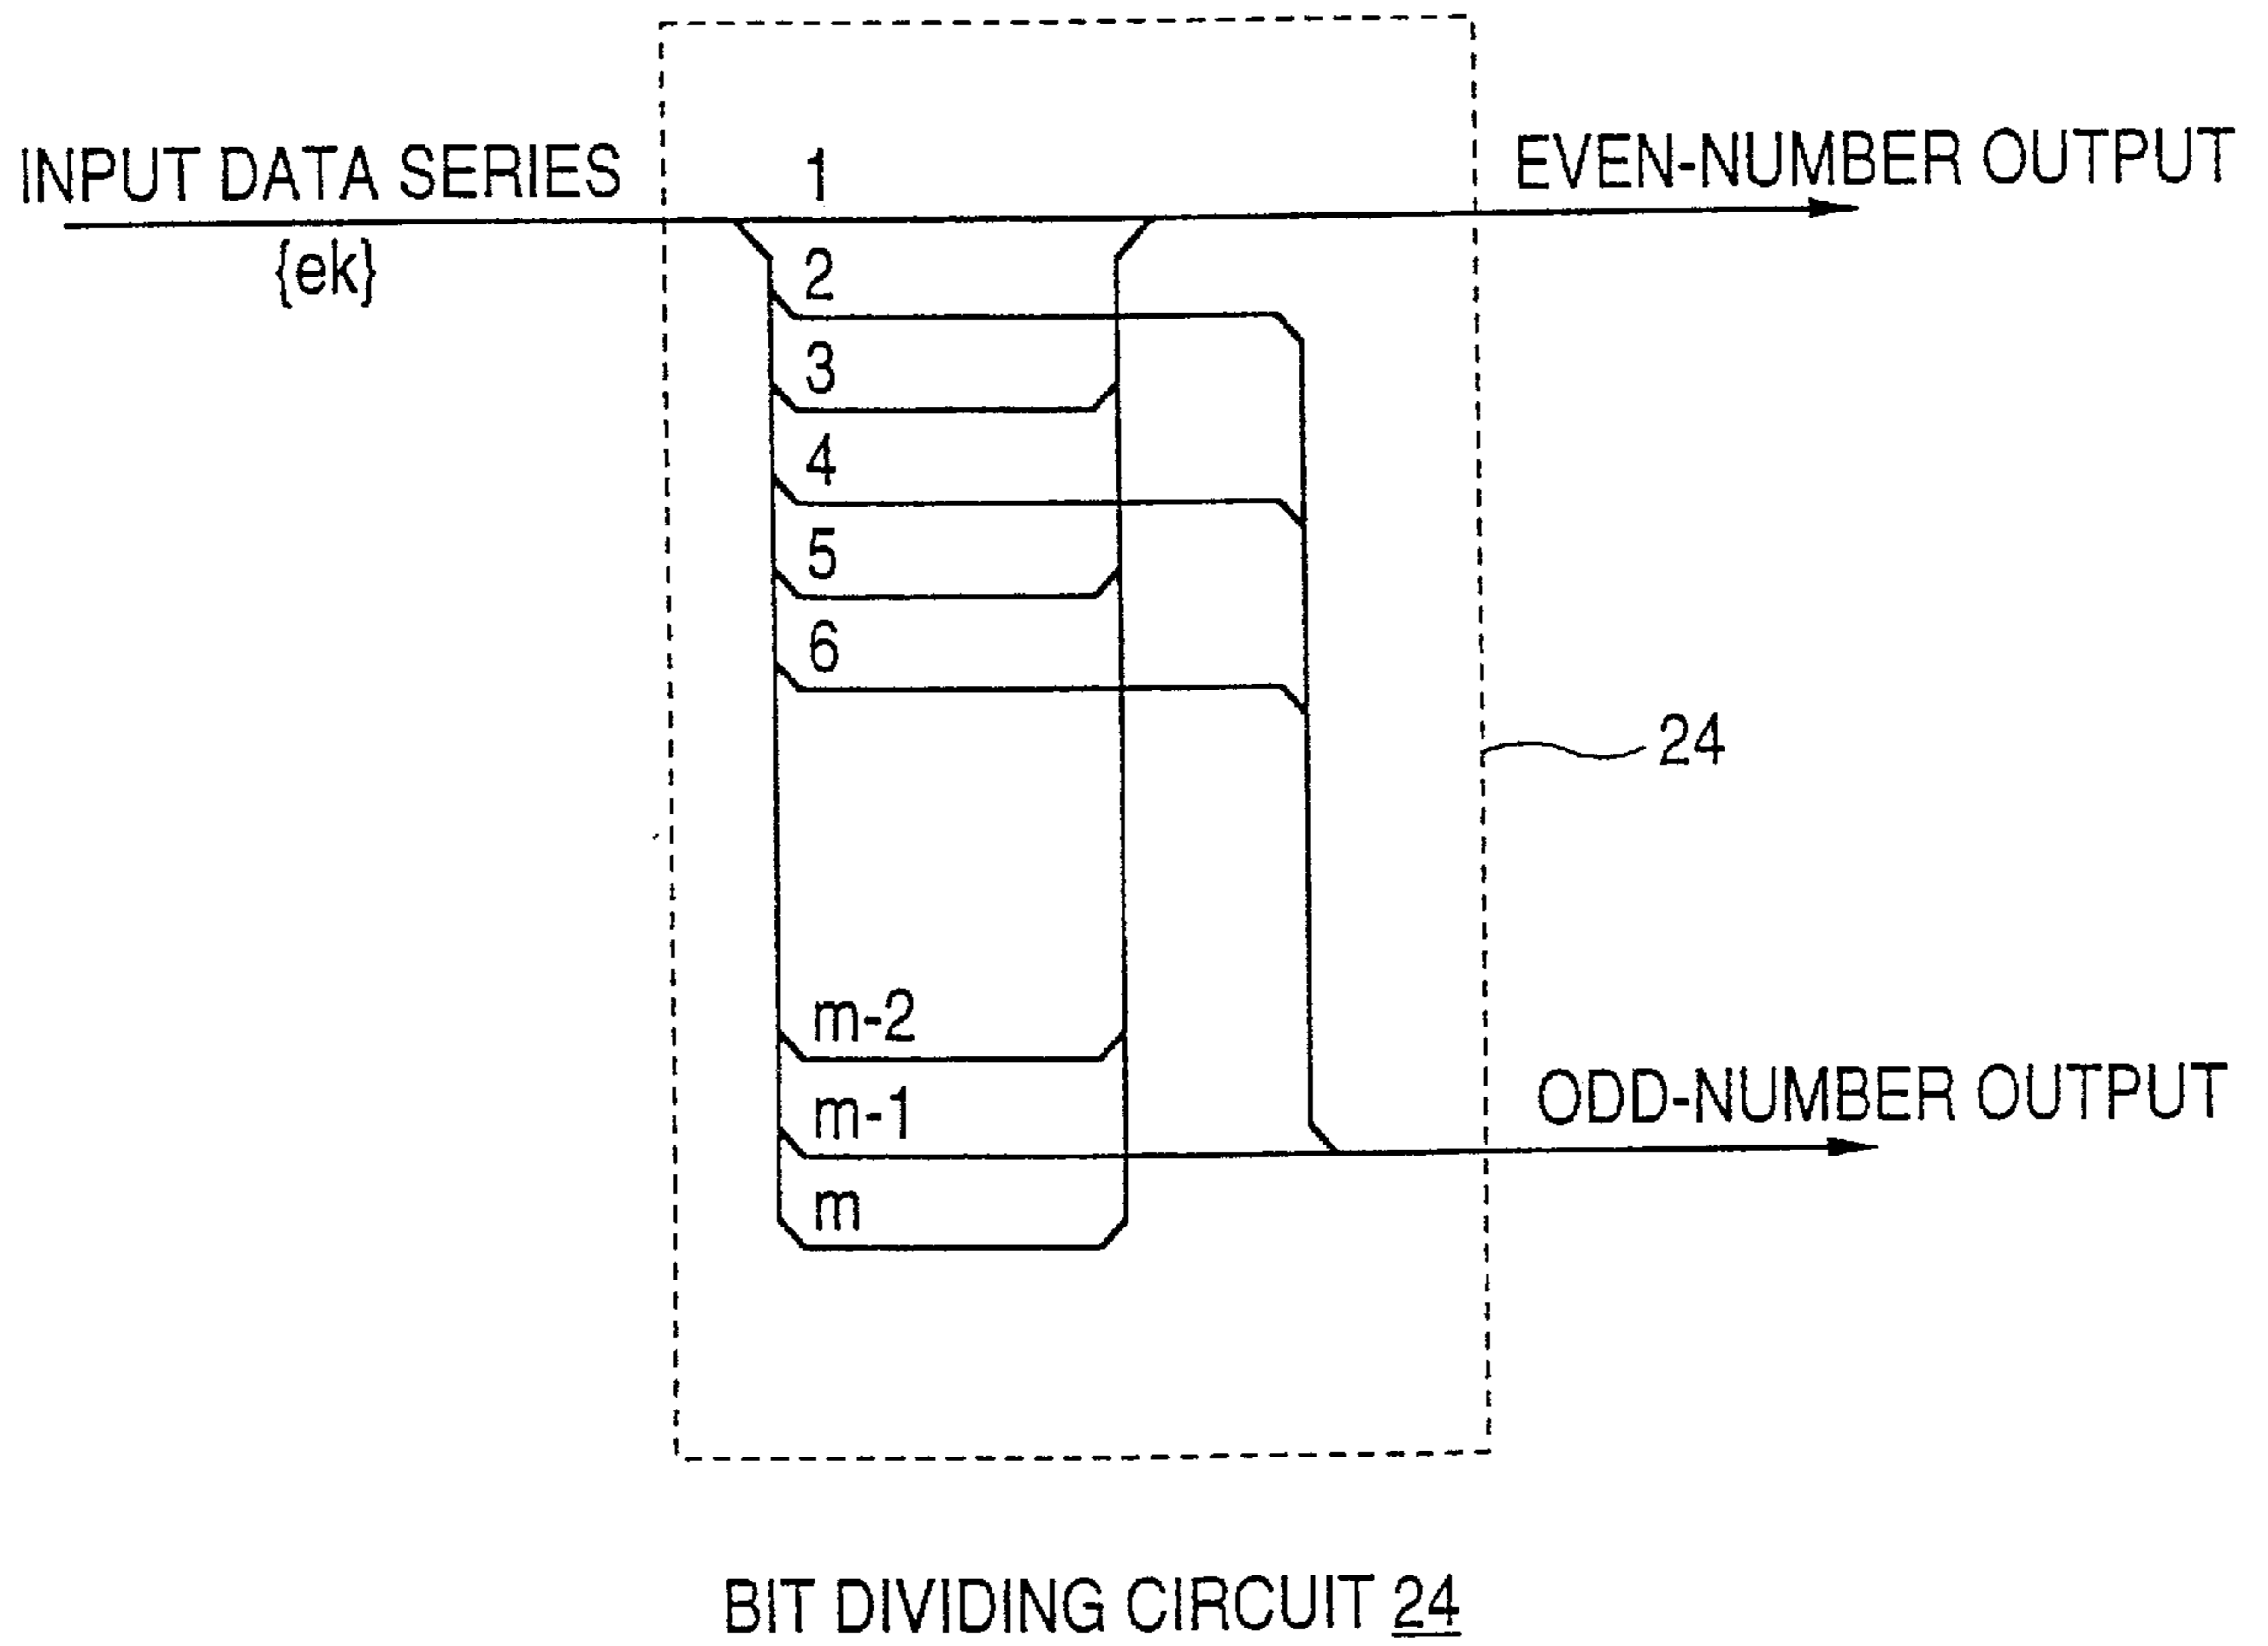 INPUT DATA SERIES
{ek}
1
2
3
4
5
6
m-2
m-1
m
EVEN-NUMBER OUTPUT
24
ODD-NUMBER OUTPUT
BIT DIVIDING CIRCUIT 24